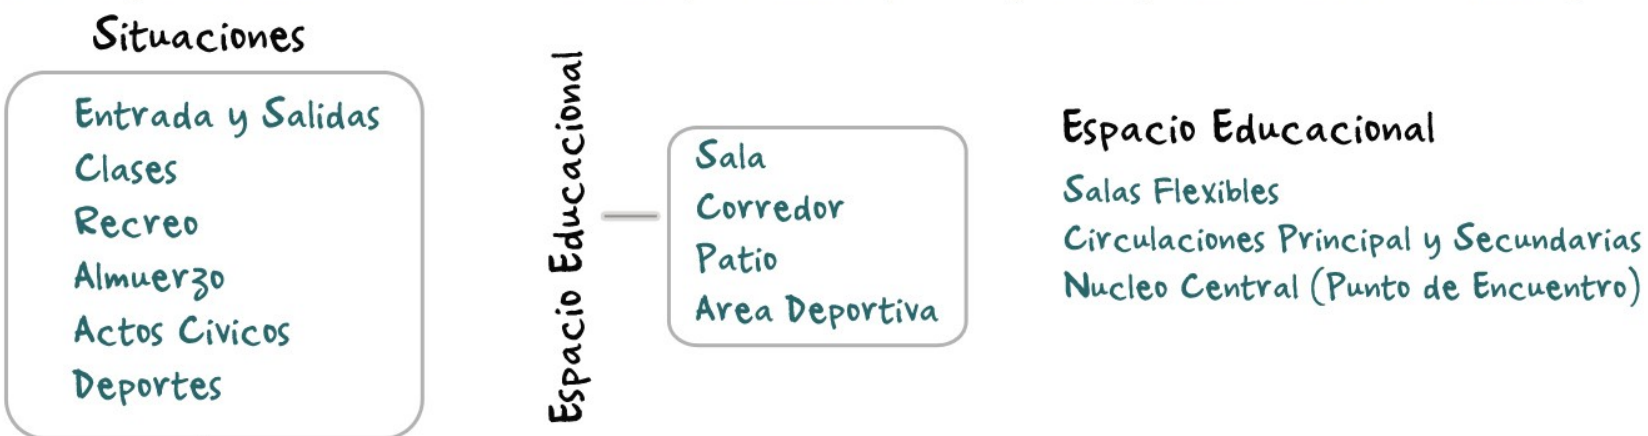 Situaciones
Entrada y Salidas
Clases
Recreo
Almuerzo
Actos Civicos
Deportes
Espacio Educacional
Sala
Corredor
Patio
Area Deportiva
Espacio Educacional
Salas Flexibles
Circulaciones Principal y Secundarias
Nucleo Central (Punto de Encuentro)